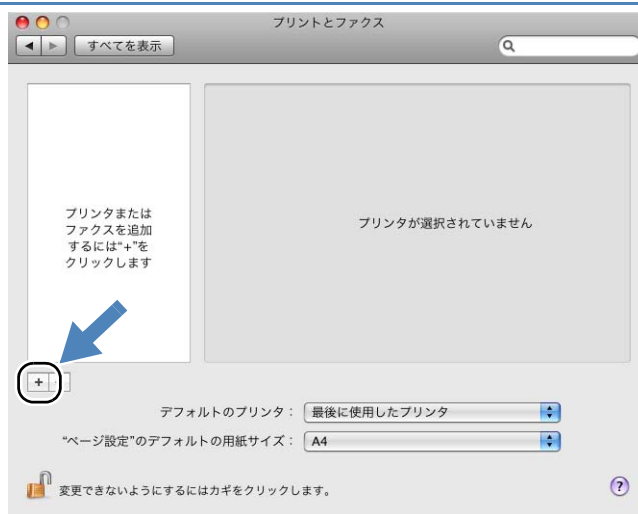 プリントとファクス
すべてを表示
プリンタまたは
ファクスを追加
するには“+”を
クリックします
プリンタが選択されていません
+
デフォルトのプリンタ： 最後に使用したプリンタ
“ページ設定”のデフォルトの用紙サイズ： A4
変更できないようにするにはカギをクリックします。
?